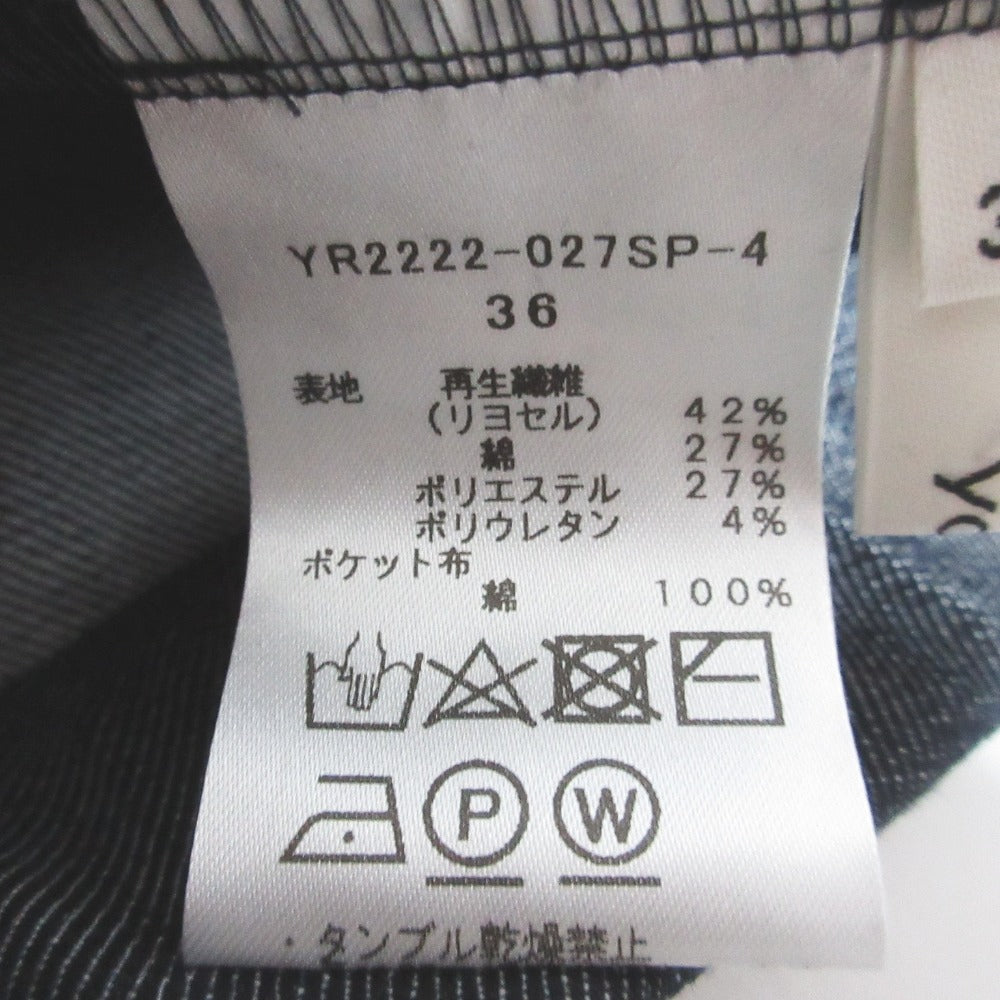 YR2222-027SP-4
36
表地 再生繊維
(リヨセル) 42%
綿 27%
ポリエステル 27%
ポリウレタン 4%
ポケット布
綿 100%
P W
・タンブル乾燥禁止
3
Yo